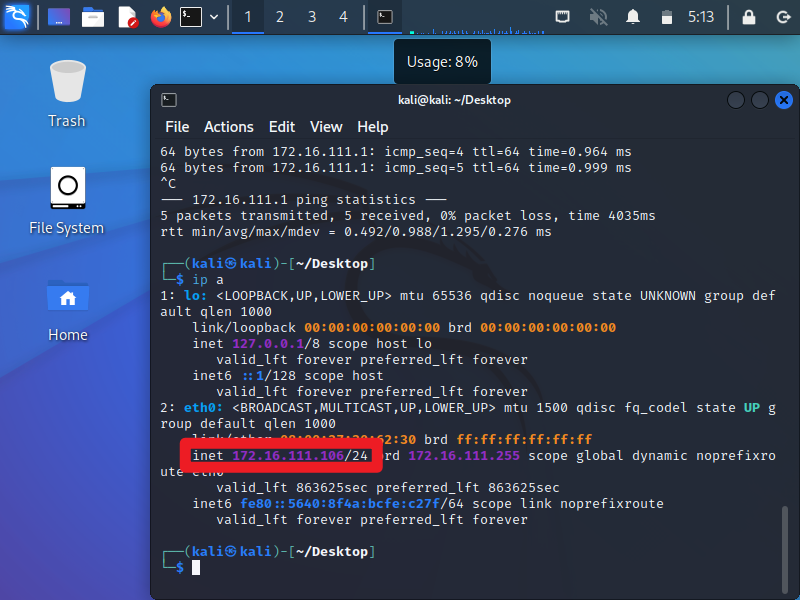 1 2 3 4 5:13
Usage: 8%
Trash
File System
Home
kali@kali: ~/Desktop
File Actions Edit View Help
64 bytes from 172.16.111.1: icmp_seq=4 ttl=64 time=0.964 ms
64 bytes from 172.16.111.1: icmp_seq=5 ttl=64 time=0.999 ms
^C
--- 172.16.111.1 ping statistics ---
5 packets transmitted, 5 received, 0% packet loss, time 4035ms
rtt min/avg/max/mdev = 0.492/0.988/1.295/0.276 ms
┌──(kali㉿kali)-[~/Desktop]
└─$ ip a
1: lo: <LOOPBACK,UP,LOWER_UP> mtu 65536 qdisc noqueue state UNKNOWN group def
ault qlen 1000
link/loopback 00:00:00:00:00:00 brd 00:00:00:00:00:00
inet 127.0.0.1/8 scope host lo
valid_lft forever preferred_lft forever
inet6 ::1/128 scope host
valid_lft forever preferred_lft forever
2: eth0: <BROADCAST,MULTICAST,UP,LOWER_UP> mtu 1500 qdisc fq_codel state UP g
roup default qlen 1000
:30 brd ff:ff:ff:ff:ff:ff
inet 172.16.111.106/24 brd 172.16.111.255 scope global dynamic noprefixro
ute eth0
valid_lft 863625sec preferred_lft 863625sec
inet6 fe80::5640:8f4a:bcfe:c27f/64 scope link noprefixroute
valid_lft forever preferred_lft forever
┌──(kali㉿kali)-[~/Desktop]
└─$